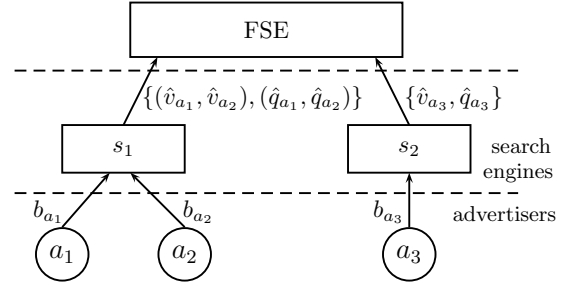 FSE
{(v̂_{a_1}, v̂_{a_2}), (q̂_{a_1}, q̂_{a_2})} {v̂_{a_3}, q̂_{a_3}}
s_1 s_2 search
engines
b_{a_1} b_{a_2} b_{a_3} advertisers
a_1 a_2 a_3